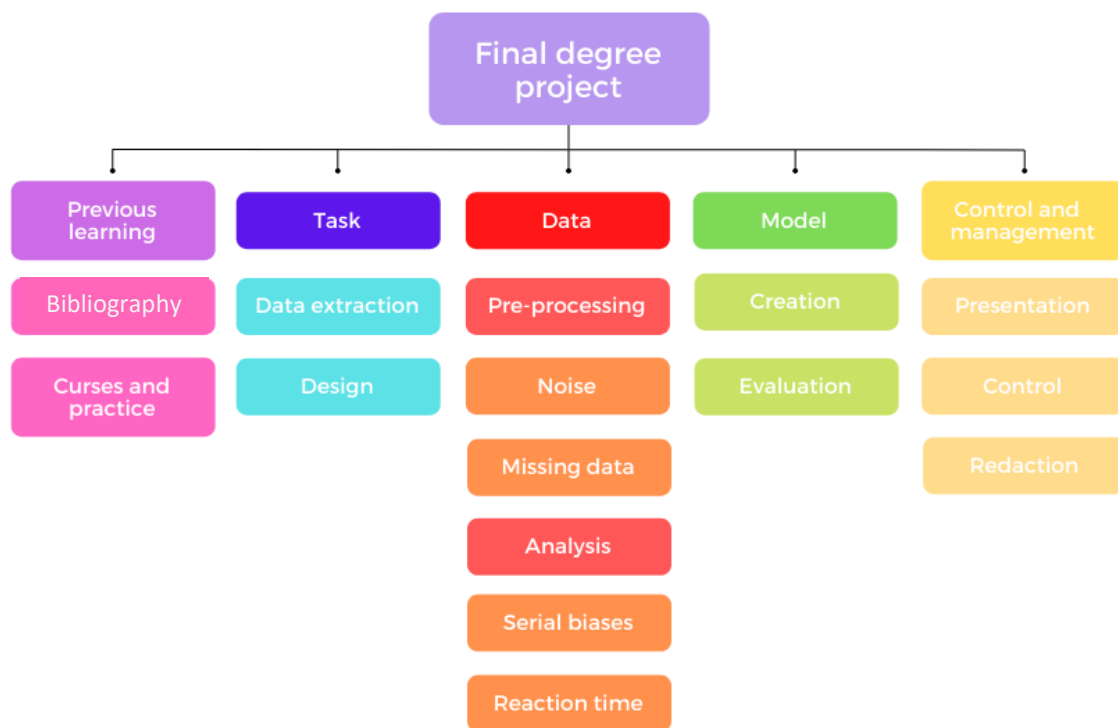 Final degree
project
Previous
learning
Task
Data
Model
Control and
management
Bibliography
Data extraction
Pre-processing
Creation
Presentation
Curses and
practice
Design
Noise
Evaluation
Control
Missing data
Redaction
Analysis
Serial biases
Reaction time